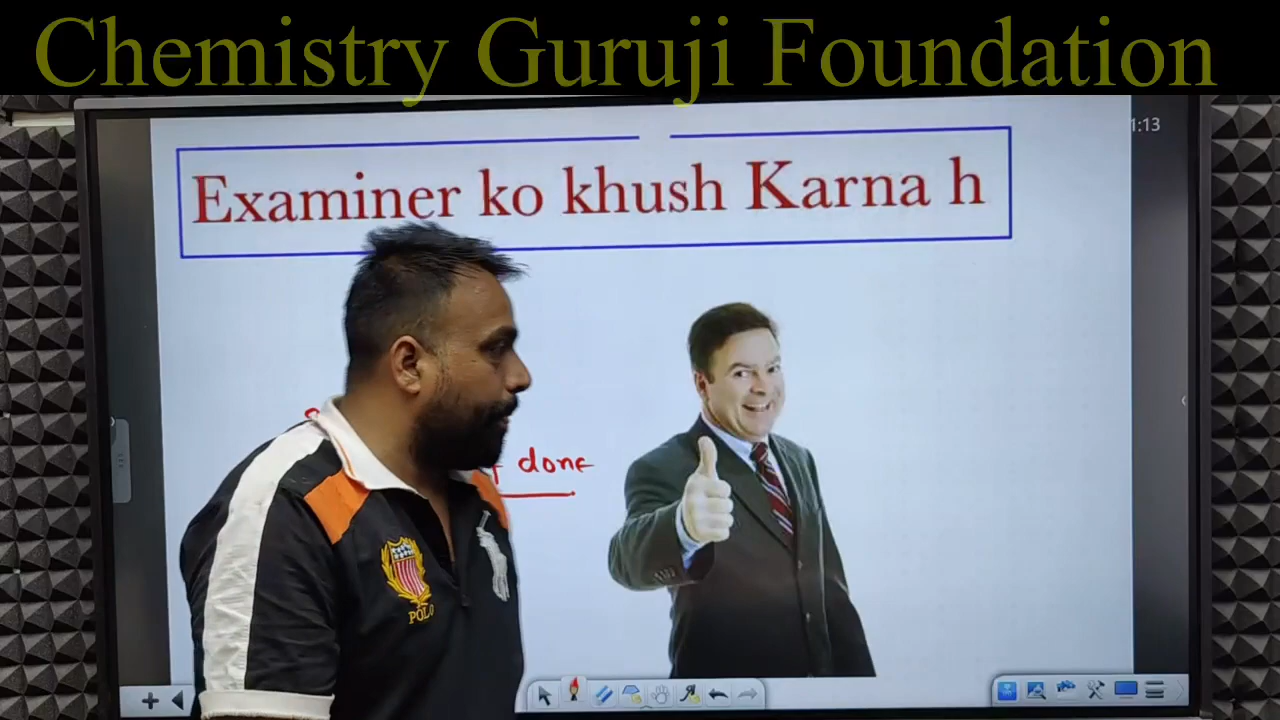 Chemistry Guruji Foundation
1:13
Examiner ko khush Karna h
done
POLO